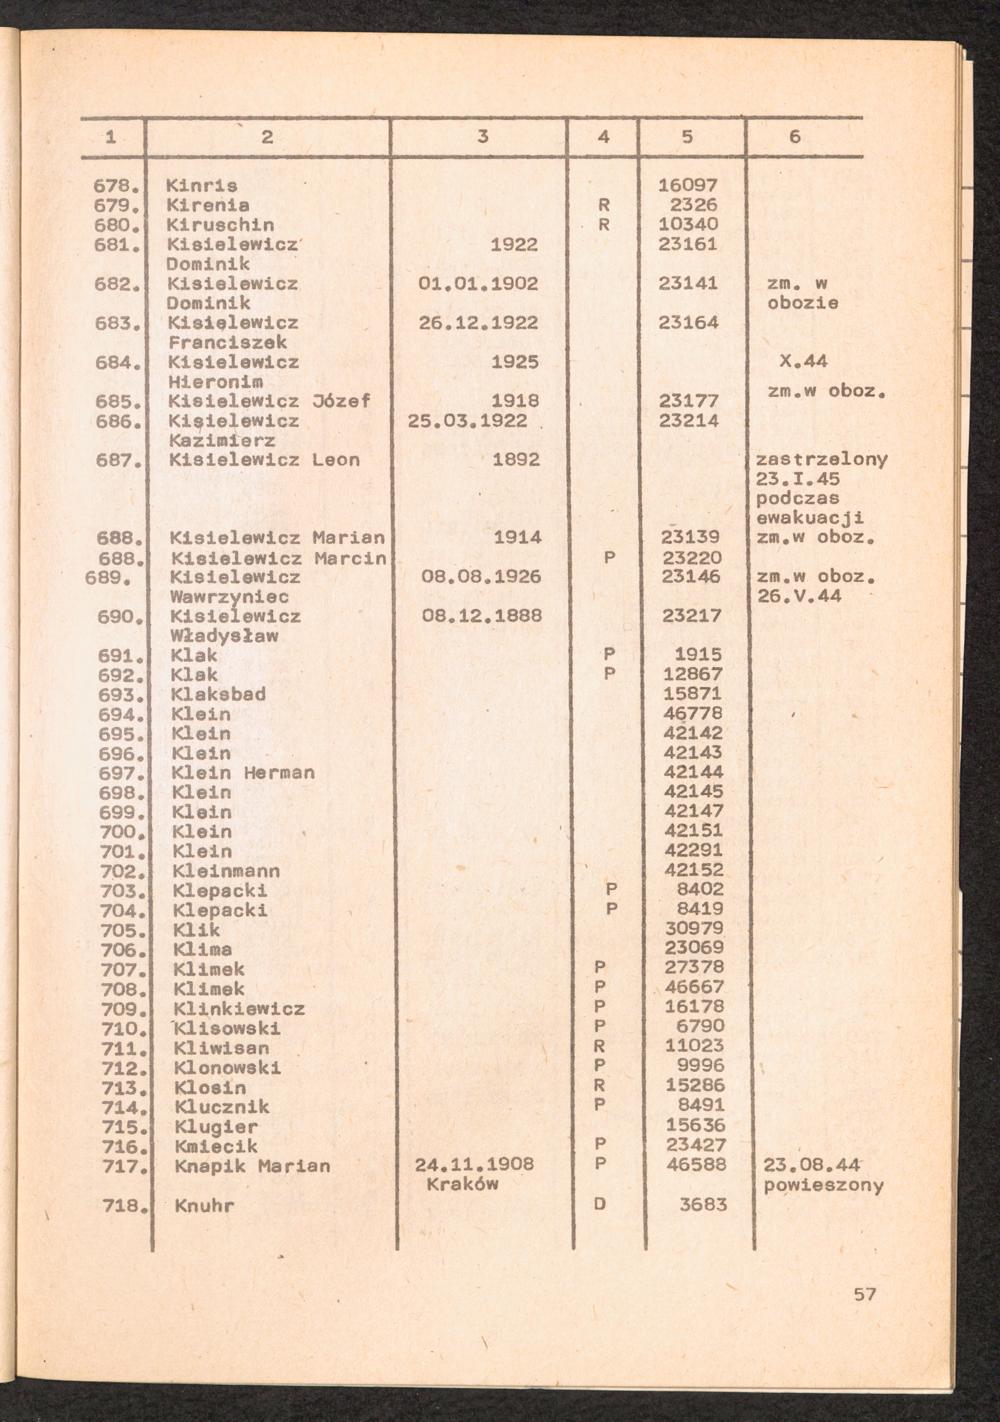 1 2 3 4 5 6
678. Kinris 16097
679. Kirenia R 2326
680. Kiruschin R 10340
681. Kisielewicz 1922 23161
Dominik
682. Kisielewicz 01.01.1902 23141 zm. w
Dominik obozie
683. Kisielewicz 26.12.1922 23164
Franciszek
684. Kisielewicz 1925 X.44
Hieronim zm.w oboz.
685. Kisielewicz Józef 1918 23177
686. Kisielewicz 25.03.1922 23214
Kazimierz
687. Kisielewicz Leon 1892 zastrzelony
23.I.45
podczas
ewakuacji
688. Kisielewicz Marian 1914 23139 zm.w oboz.
688. Kisielewicz Marcin P 23220
689. Kisielewicz 08.08.1926 23146 zm.w oboz.
Wawrzyniec 26.V.44
690. Kisielewicz 08.12.1888 23217
Władysław
691. Klak P 1915
692. Klak P 12867
693. Klaksbad 15871
694. Klein 46778
695. Klein 42142
696. Klein 42143
697. Klein Herman 42144
698. Klein 42145
699. Klein 42147
700. Klein 42151
701. Klein 42291
702. Kleinmann 42152
703. Klepacki P 8402
704. Klepacki P 8419
705. Klik 30979
706. Klima 23069
707. Klimek P 27378
708. Klimek P 46667
709. Klinkiewicz P 16178
710. Klisowski P 6790
711. Kliwisan R 11023
712. Klonowski P 9996
713. Klosin R 15286
714. Klucznik P 8491
715. Klugier 15636
716. Kmiecik P 23427
717. Knapik Marian 24.11.1908 P 46588 23.08.44
Kraków powieszony
718. Knuhr D 3683
57